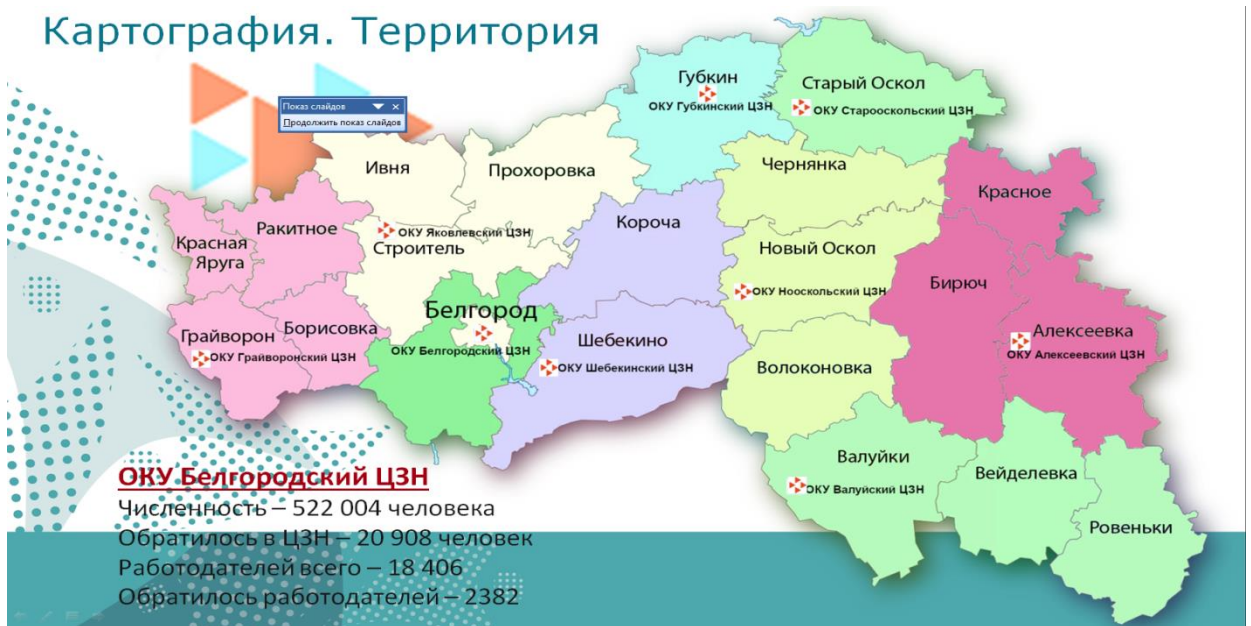 Картография. Территория
Показ слайдов
Продолжить показ слайдов
Губкин
ОКУ Губкинский ЦЗН
Старый Оскол
ОКУ Старооскольский ЦЗН
Ивня
Прохоровка
Чернянка
Красное
Ракитное
Красная
Яруга
ОКУ Яковлевский ЦЗН
Строитель
Короча
Новый Оскол
ОКУ Нооскольский ЦЗН
Бирюч
Белгород
ОКУ Белгородский ЦЗН
Грайворон
ОКУ Грайворонский ЦЗН
Борисовка
Шебекино
ОКУ Шебекинский ЦЗН
Алексеевка
ОКУ Алексеевский ЦЗН
Волоконовка
Валуйки
ОКУ Валуйский ЦЗН
Вейделевка
Ровеньки
ОКУ Белгородский ЦЗН
Численность – 522 004 человека
Обратилось в ЦЗН – 20 908 человек
Работодателей всего – 18 406
Обратилось работодателей – 2382